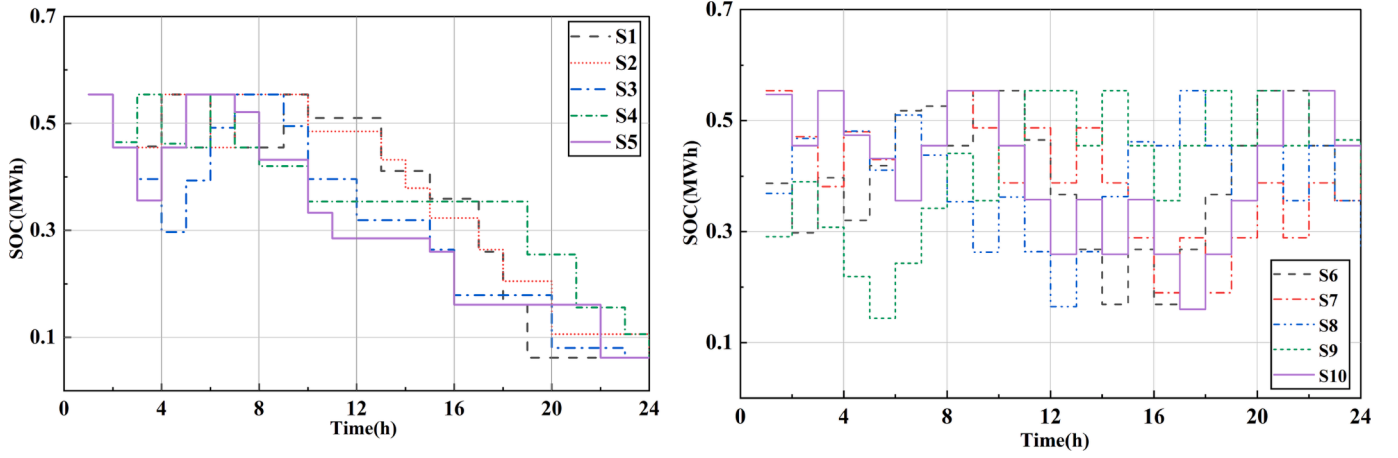 0.7
0.5
0.3
0.1
SOC(MWh)
S1
S2
S3
S4
S5
0 4 8 12 16 20 24
Time(h)
0.7
0.5
0.3
0.1
SOC(MWh)
S6
S7
S8
S9
S10
0 4 8 12 16 20 24
Time(h)